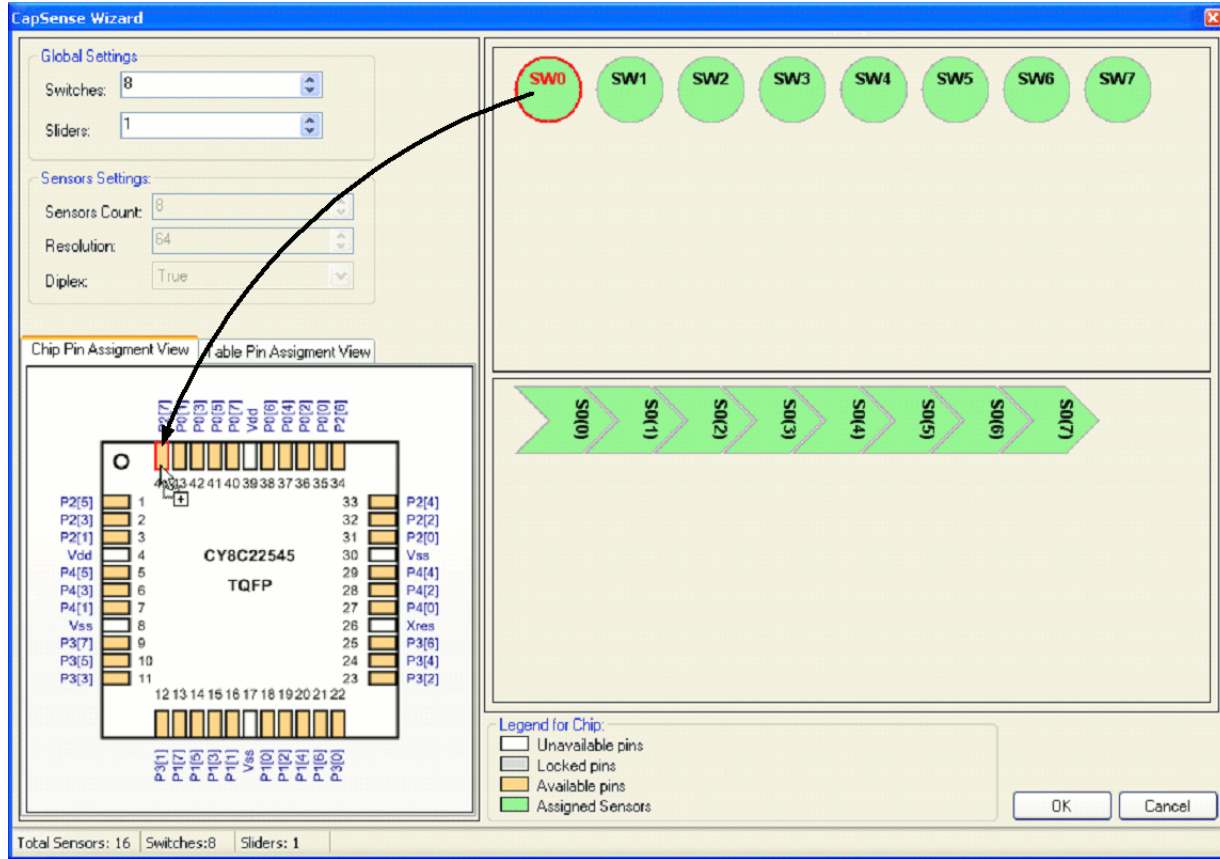 CapSense Wizard
Global Settings
Switches: 8
Sliders: 1
Sensors Settings:
Sensors Count: 8
Resolution: 64
Diplex: True
Chip Pin Assigment View
able Pin Assigment View
SW0 SW1 SW2 SW3 SW4 SW5 SW6 SW7
S0(0) S0(1) S0(2) S0(3) S0(4) S0(5) S0(6) S0(7)
P2[7] P0[1] P0[3] P0[5] P0[7] Vdd P0[6] P0[4] P0[2] P0[0] P2[6]
42 41 40 39 38 37 36 35 34
P2[5] 1 33 P2[4]
P2[3] 2 32 P2[2]
P2[1] 3 31 P2[0]
Vdd 4 CY8C22545 30 Vss
P4[5] 5 29 P4[4]
P4[3] 6 TQFP 28 P4[2]
P4[1] 7 27 P4[0]
Vss 8 26 Xres
P3[7] 9 25 P3[6]
P3[5] 10 24 P3[4]
P3[3] 11 23 P3[2]
12 13 14 15 16 17 18 19 20 21 22
P3[1] P1[7] P1[5] P1[3] P1[1] Vss P1[0] P1[2] P1[4] P1[6] P3[0]
Legend for Chip:
Unavailable pins
Locked pins
Available pins
Assigned Sensors
OK Cancel
Total Sensors: 16 Switches:8 Sliders: 1